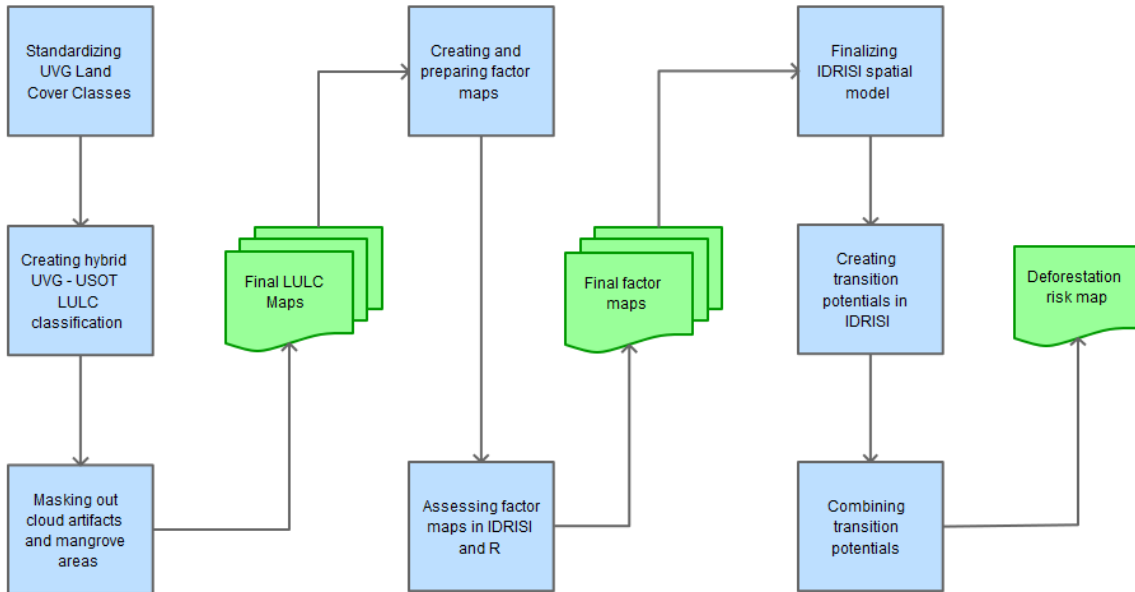 Standardizing
UVG Land
Cover Classes
Creating hybrid
UVG - USOT
LULC
classification
Masking out
cloud artifacts
and mangrove
areas
Final LULC
Maps
Creating and
preparing factor
maps
Assessing factor
maps in IDRISI
and R
Final factor
maps
Finalizing
IDRISI spatial
model
Creating
transition
potentials in
IDRISI
Combining
transition
potentials
Deforestation
risk map